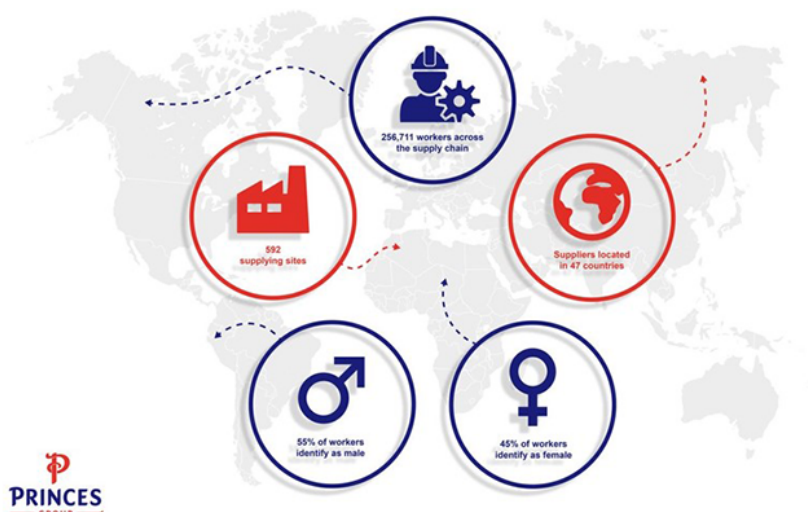 256,711 workers across
the supply chain
592
supplying sites
Suppliers located
in 47 countries
55% of workers
identify as male
45% of workers
identify as female
PRINCES
GROUP